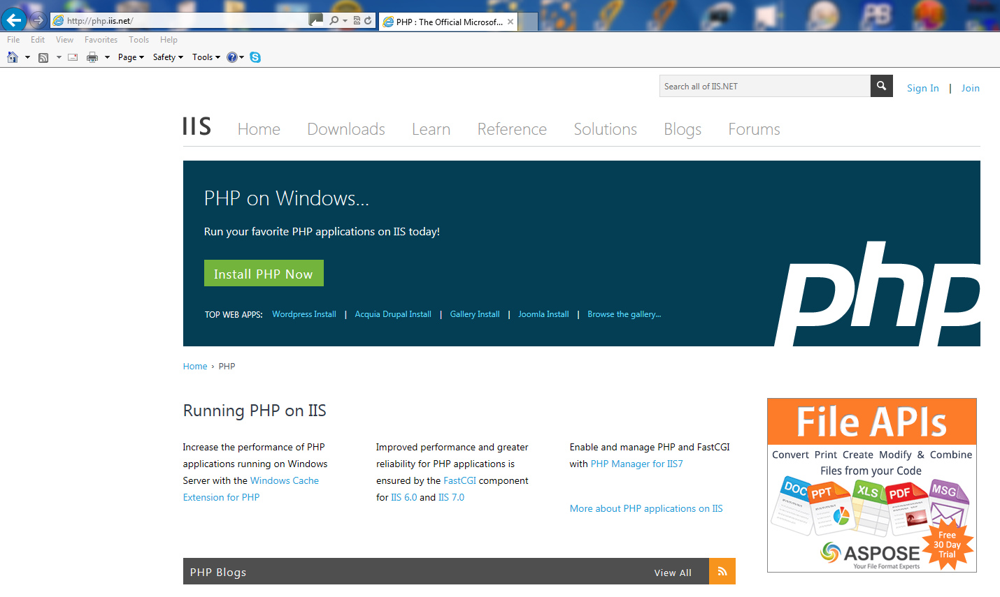 http://php.iis.net/
PHP : The Official Microsof...
File Edit View Favorites Tools Help
Page Safety Tools
Search all of IIS.NET
Sign In | Join
IIS Home Downloads Learn Reference Solutions Blogs Forums
PHP on Windows...
Run your favorite PHP applications on IIS today!
Install PHP Now
php
TOP WEB APPS: Wordpress Install | Acquia Drupal Install | Gallery Install | Joomla Install | Browse the gallery...
Home › PHP
Running PHP on IIS
Increase the performance of PHP
applications running on Windows
Server with the Windows Cache
Extension for PHP
Improved performance and greater
reliability for PHP applications is
ensured by the FastCGI component
for IIS 6.0 and IIS 7.0
Enable and manage PHP and FastCGI
with PHP Manager for IIS7
More about PHP applications on IIS
File APIs
Convert Print Create Modify & Combine
Files from your Code
DOC PPT XLS PDF MSG
Free
30 Day
Trial
ASPOSE
Your File Format Experts
PHP Blogs
View All